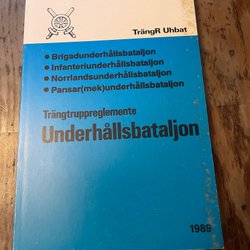 TrängR Uhbat
• Brigadunderhållsbataljon
• Infanteriunderhållsbataljon
• Norrlandsunderhållsbataljon
• Pansar(mek)underhållsbataljon
Trängtruppreglemente
Underhållsbataljon
1989